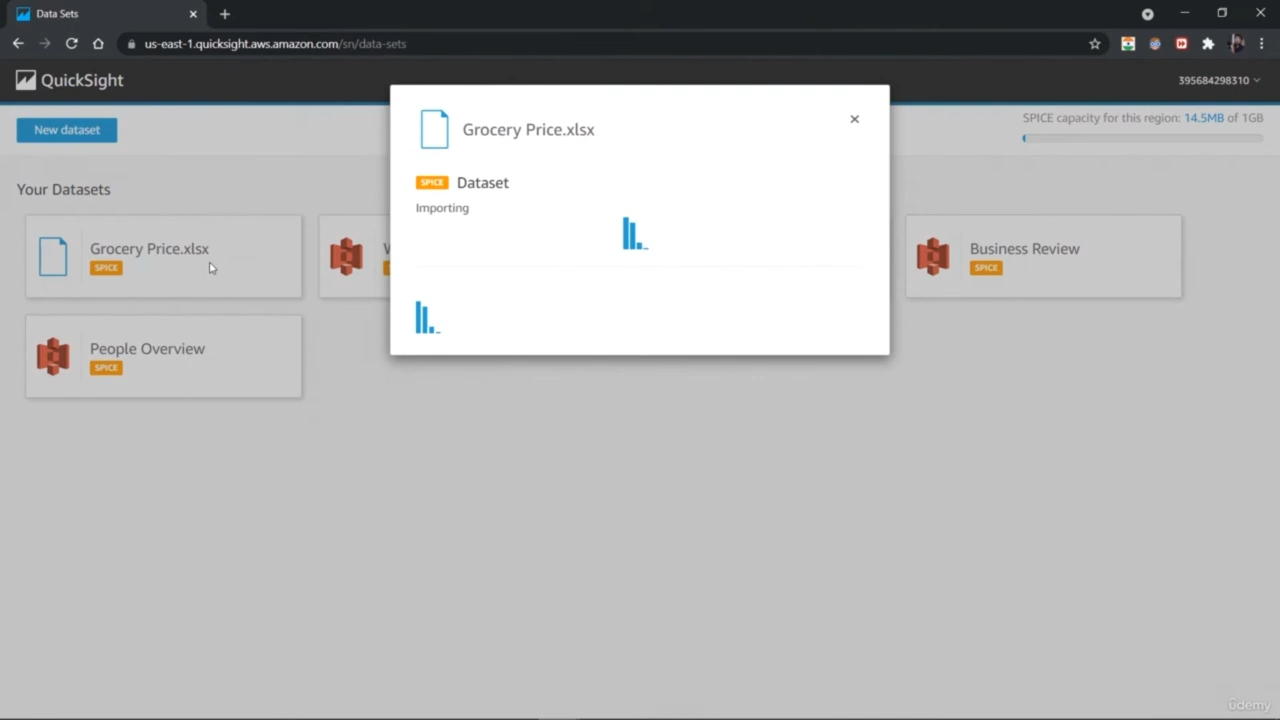 Data Sets
us-east-1.quicksight.aws.amazon.com/sn/data-sets
QuickSight
395684298310
New dataset
SPICE capacity for this region: 14.5MB of 1GB
Grocery Price.xlsx
SPICE Dataset
Importing
Your Datasets
Grocery Price.xlsx
SPICE
W
Business Review
SPICE
People Overview
SPICE
ûdemy